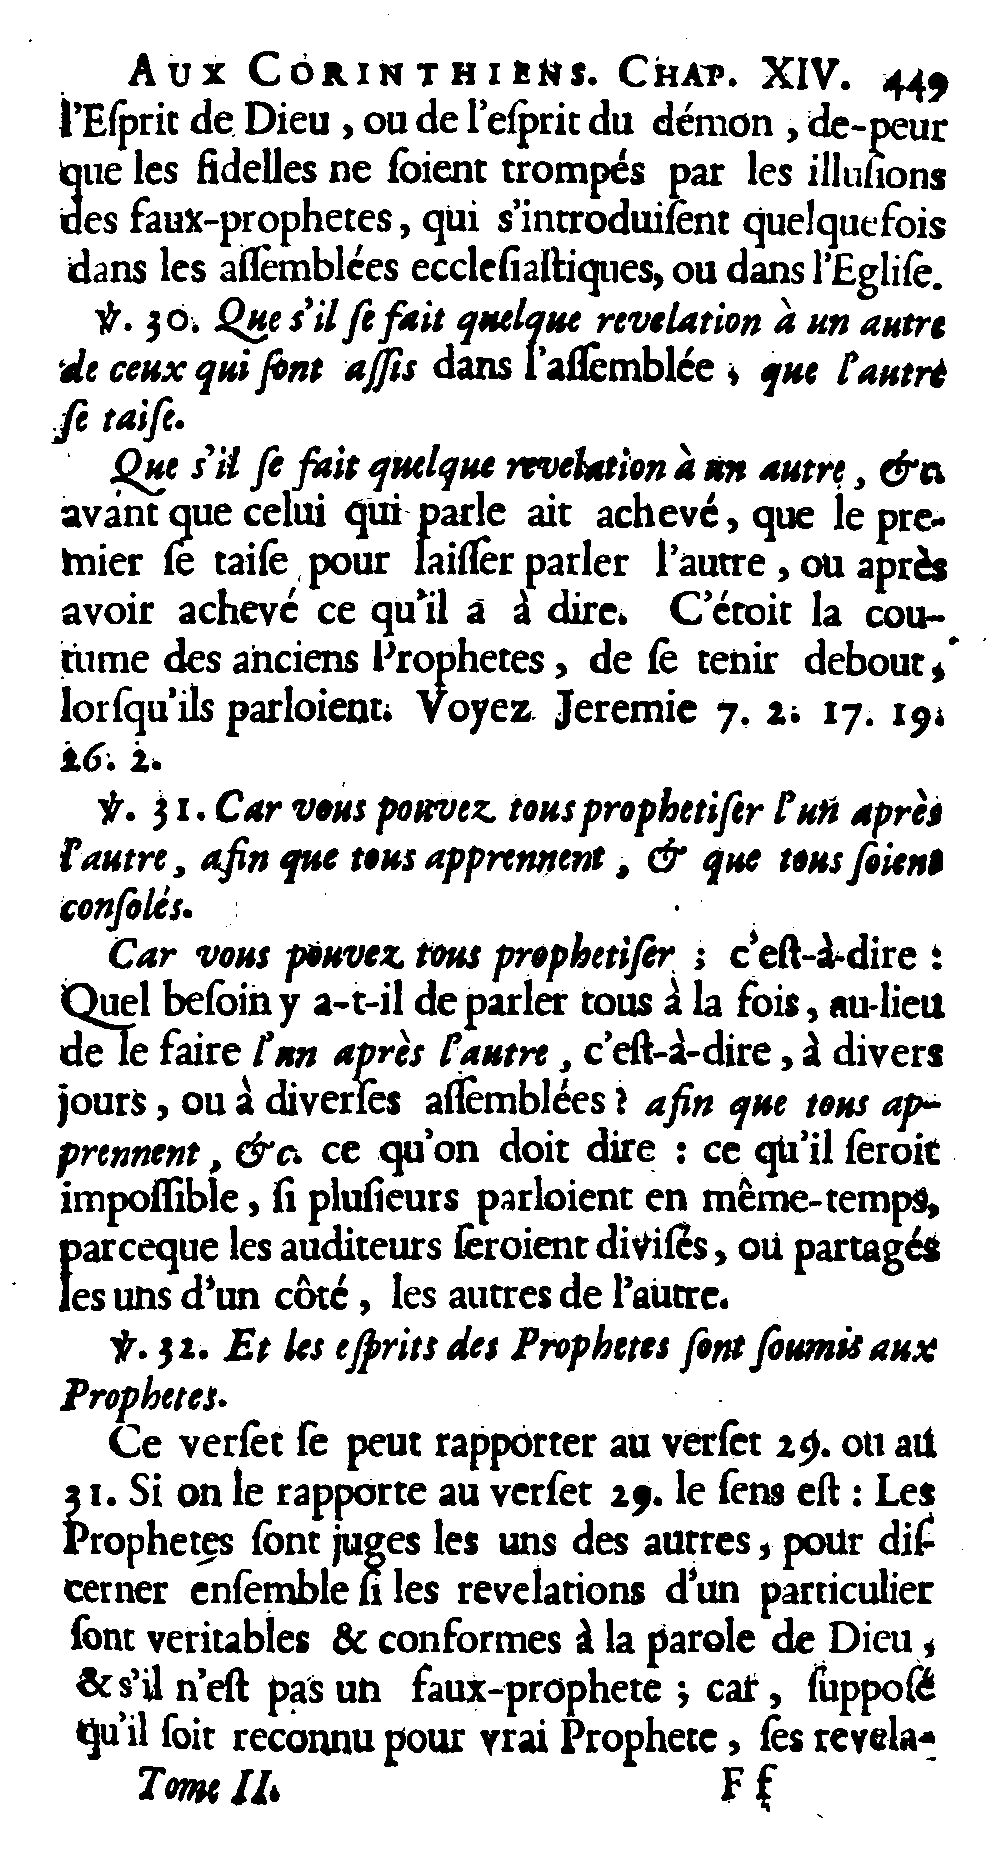 AUX CORINTHIENS. CHAP. XIV. 449
l'Eſprit de Dieu, ou de l'eſprit du démon, de-peur
que les fidelles ne ſoient trompés par les illuſions
des faux-prophetes, qui s'introduiſent quelquefois
dans les aſſemblées eccleſiaſtiques, ou dans l'Egliſe.
℣. 30. Que s'il ſe fait quelque revelation à un autre
de ceux qui ſont aſſis dans l'aſſemblée, que l'autre
ſe taiſe.
Que s'il ſe fait quelque revelation à un autre, &c.
avant que celui qui parle ait achevé, que le pre-
mier ſe taiſe pour laiſſer parler l'autre, ou après
avoir achevé ce qu'il a à dire. C'étoit la cou-
tume des anciens Prophetes, de ſe tenir debout,
lorſqu'ils parloient. Voyez Jeremie 7. 2. 17. 19.
26. 2.
℣. 31. Car vous pouvez tous prophetiſer l'un après
l'autre, afin que tous apprennent, & que tous ſoient
conſolés.
Car vous pouvez tous prophetiſer ; c'eſt-à-dire :
Quel beſoin y a-t-il de parler tous à la fois, au-lieu
de le faire l'un après l'autre, c'eſt-à-dire, à divers
jours, ou à diverſes aſſemblées ? afin que tous ap-
prennent, &c. ce qu'on doit dire : ce qu'il ſeroit
impoſſible, ſi pluſieurs parloient en même-temps,
parceque les auditeurs ſeroient diviſés, ou partagés
les uns d'un côté, les autres de l'autre.
℣. 32. Et les eſprits des Prophetes ſont ſoumis aux
Prophetes.
Ce verſet ſe peut rapporter au verſet 29. ou au
31. Si on le rapporte au verſet 29. le ſens eſt : Les
Prophetes ſont juges les uns des autres, pour diſ-
cerner enſemble ſi les revelations d'un particulier
ſont veritables & conformes à la parole de Dieu,
& s'il n'eſt pas un faux-prophete ; car, ſuppoſé
qu'il ſoit reconnu pour vrai Prophete, ſes revela-
Tome II. F f